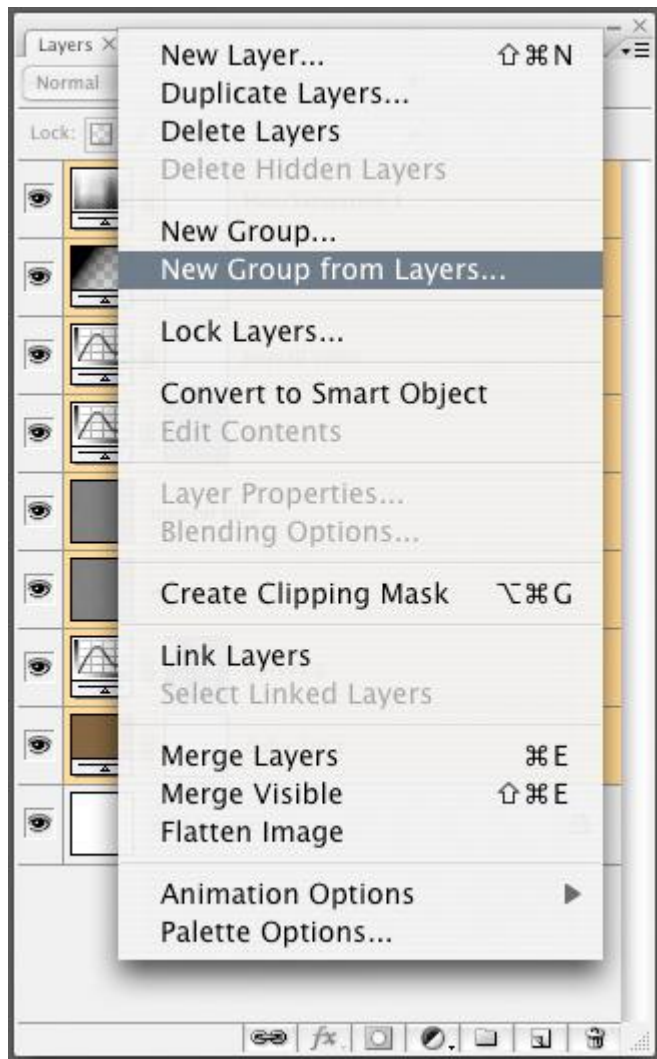 Layers ×
New Layer... ⇧⌘N
Normal
Duplicate Layers...
Lock:
Delete Layers
Delete Hidden Layers
New Group...
New Group from Layers...
Lock Layers...
Convert to Smart Object
Edit Contents
Layer Properties...
Blending Options...
Create Clipping Mask ⌥⌘G
Link Layers
Select Linked Layers
Merge Layers ⌘E
Merge Visible ⇧⌘E
Flatten Image
Animation Options ▶
Palette Options...
fx